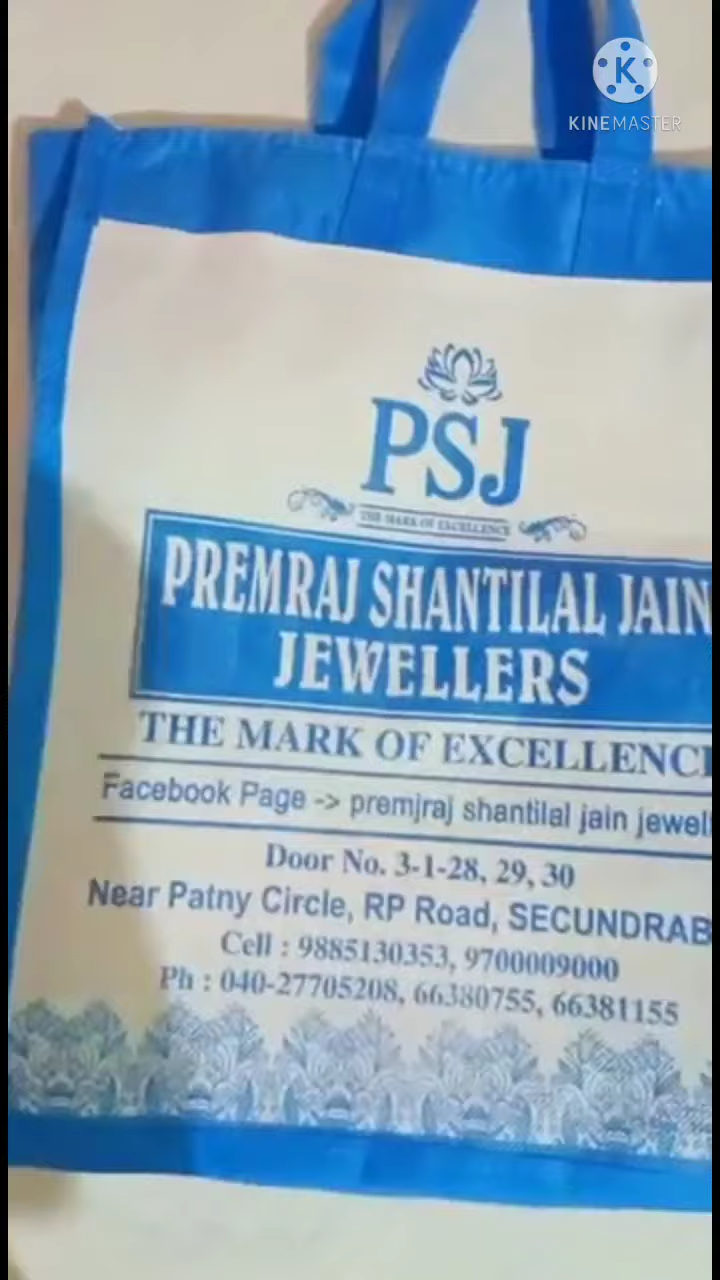 K
KINEMASTER
PSJ
THE MARK OF EXCELLENCE
PREMRAJ SHANTILAL JAIN
JEWELLERS
THE MARK OF EXCELLENC
Facebook Page -> premjraj shantilal jain jewel
Door No. 3-1-28, 29, 30
Near Patny Circle, RP Road, SECUNDRAB
Cell : 9885130353, 9700009000
Ph : 040-27705208, 66380755, 66381155